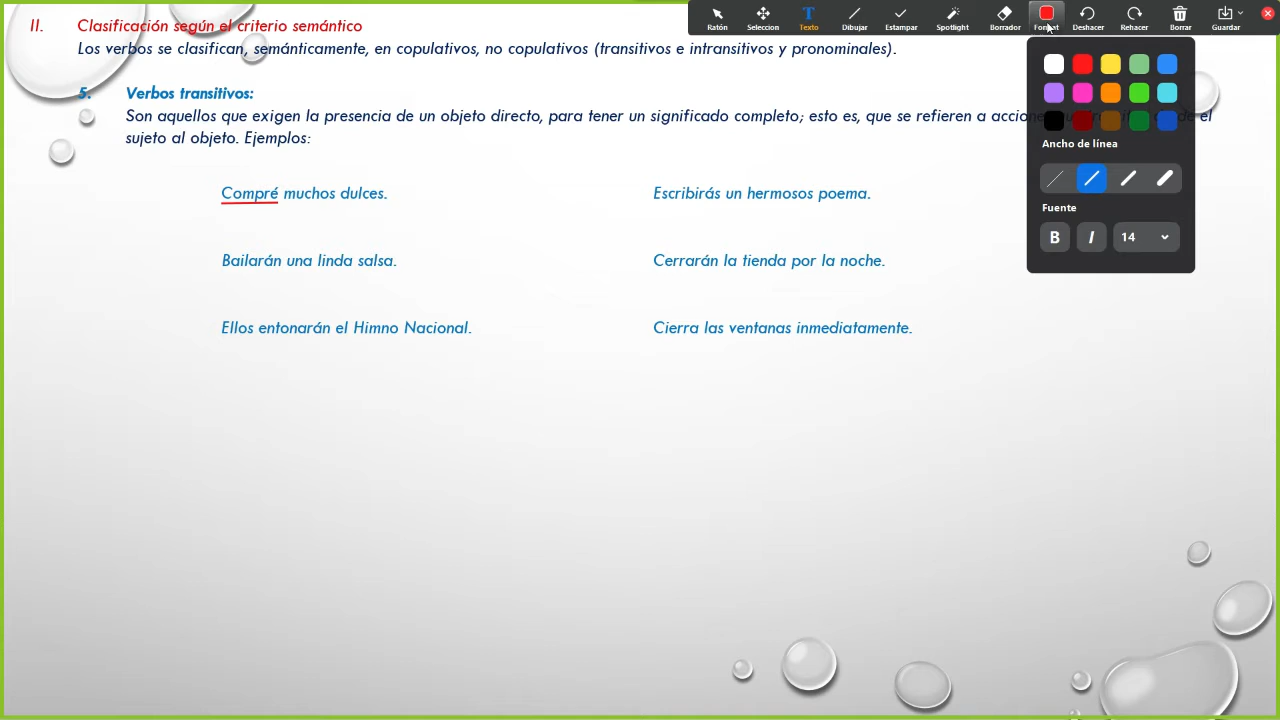 II. Clasificación según el criterio semántico
Los verbos se clasifican, semánticamente, en copulativos, no copulativos (transitivos e intransitivos y pronominales).
5. Verbos transitivos:
Son aquellos que exigen la presencia de un objeto directo, para tener un significado completo; esto es, que se refieren a el
sujeto al objeto. Ejemplos:
Compré muchos dulces. Escribirás un hermosos poema.
Bailarán una linda salsa. Cerrarán la tienda por la noche.
Ellos entonarán el Himno Nacional. Cierra las ventanas inmediatamente.
Ratón Seleccion Texto Dibujar Estampar Spotlight Borrador Format Deshacer Rehacer Borrar Guardar
Ancho de línea
Fuente
B I 14